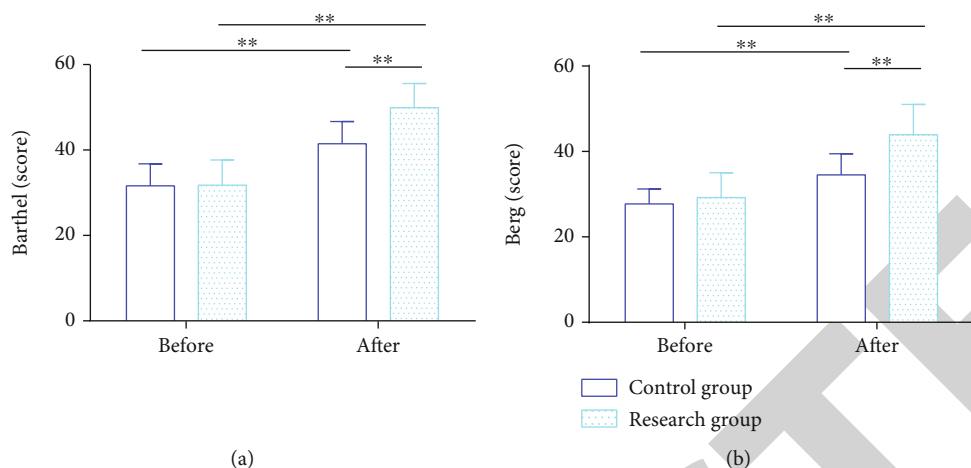 **
**
**
60
40
20
0
Barthel (score)
Before
After
(a)
**
**
**
60
40
20
0
Berg (score)
Before
After
Control group
Research group
(b)